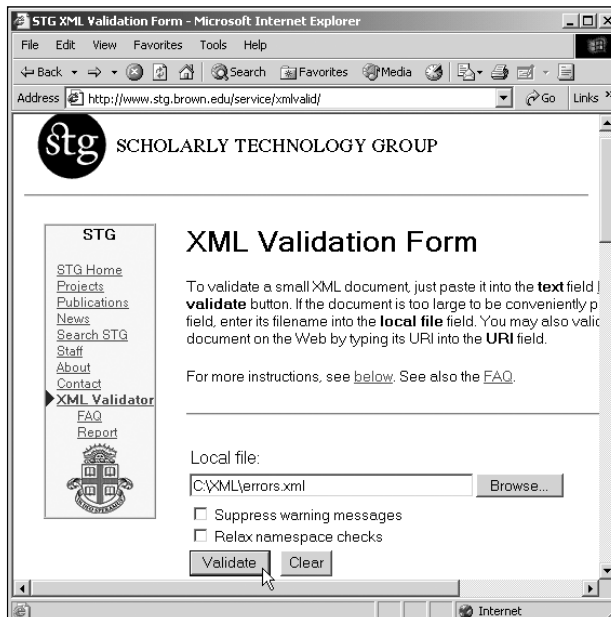 STG XML Validation Form - Microsoft Internet Explorer
File Edit View Favorites Tools Help
Back Search Favorites Media
Address http://www.stg.brown.edu/service/xmlvalid/ Go Links »
stg SCHOLARLY TECHNOLOGY GROUP
STG
STG Home
Projects
Publications
News
Search STG
Staff
About
Contact
XML Validator
FAQ
Report
XML Validation Form
To validate a small XML document, just paste it into the text field
validate button. If the document is too large to be conveniently p
field, enter its filename into the local file field. You may also valid
document on the Web by typing its URI into the URI field.
For more instructions, see below. See also the FAQ.
Local file:
C:\XML\errors.xml Browse...
Suppress warning messages
Relax namespace checks
Validate Clear
Internet